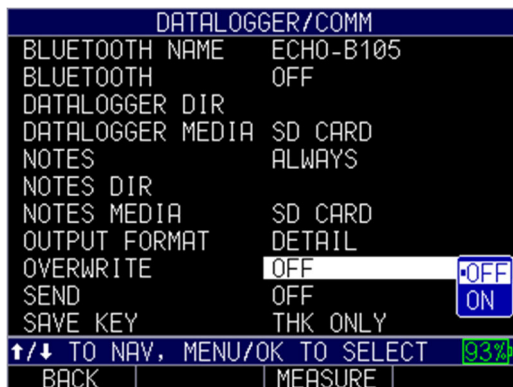 DATALOGGER/COMM
BLUETOOTH NAME ECHO-B105
BLUETOOTH OFF
DATALOGGER DIR
DATALOGGER MEDIA SD CARD
NOTES ALWAYS
NOTES DIR
NOTES MEDIA SD CARD
OUTPUT FORMAT DETAIL
OVERWRITE OFF •OFF
SEND OFF ON
SAVE KEY THK ONLY
↑/↓ TO NAV, MENU/OK TO SELECT 93%
BACK MEASURE